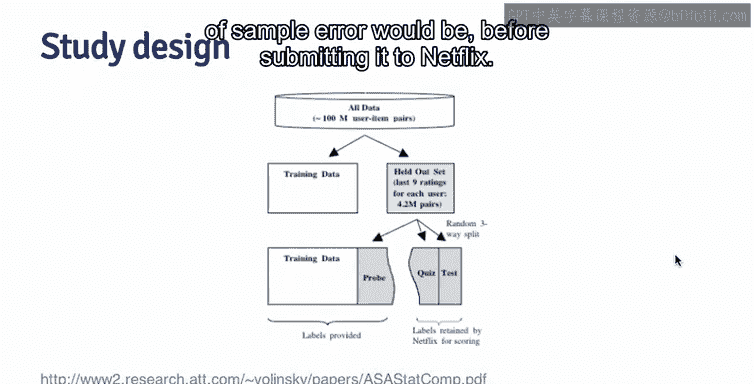 of sample error would be, before
submitting it to Netflix.
Study design
All Data
(~ 100 M user-item pairs)
Training Data
Held Out Set
(last 9 ratings
for each user:
4.2M pairs)
Random 3-
way split
Training Data
Probe
Quiz
Test
Labels provided
Labels retained by
Netflix for scoring
http://www2.research.att.com/~volinsky/papers/ASAStatComp.pdf